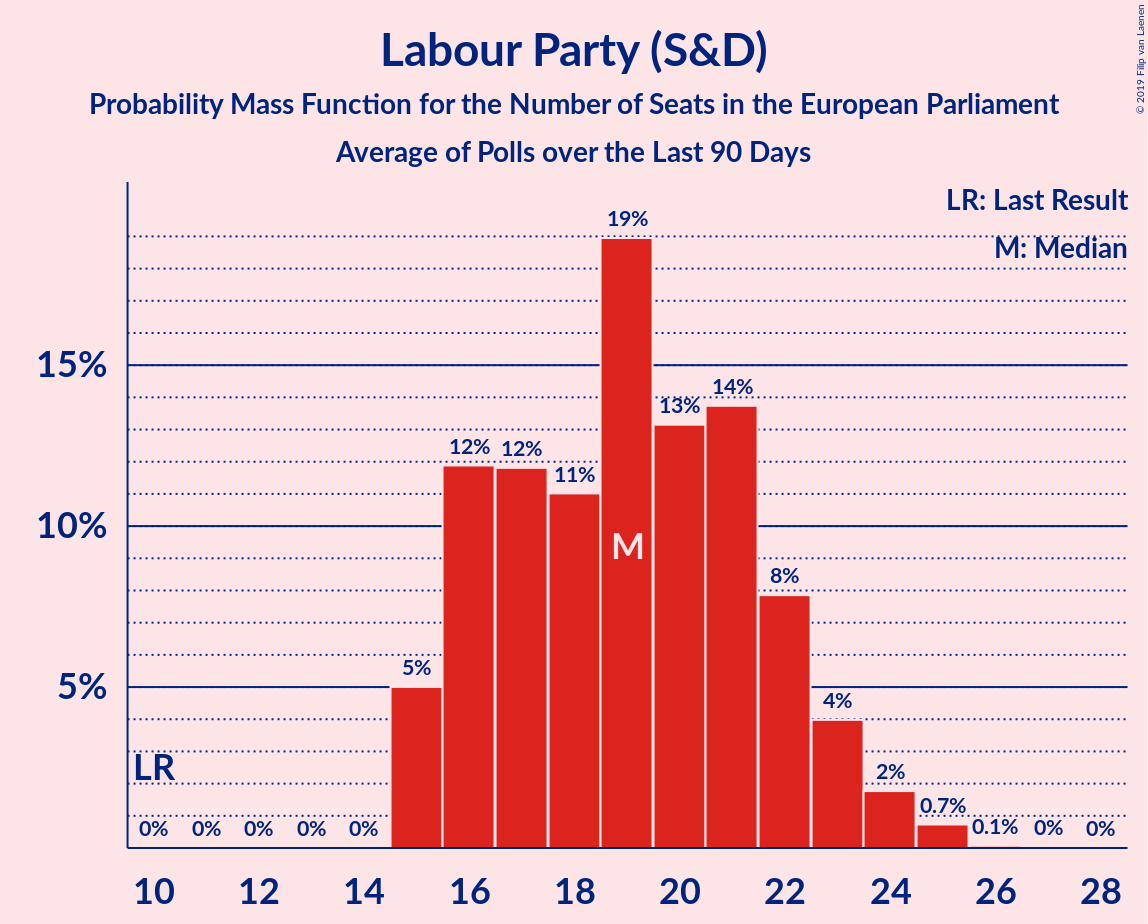 Labour Party (S&D)
Probability Mass Function for the Number of Seats in the European Parliament
Average of Polls over the Last 90 Days
© 2019 Filip van Laenen
LR: Last Result
M: Median
19%
15%
14%
13%
12% 12%
11%
10%
M
8%
5%
5%
4%
LR
2%
0.7%
0% 0% 0% 0% 0% 0.1% 0% 0%
10 12 14 16 18 20 22 24 26 28